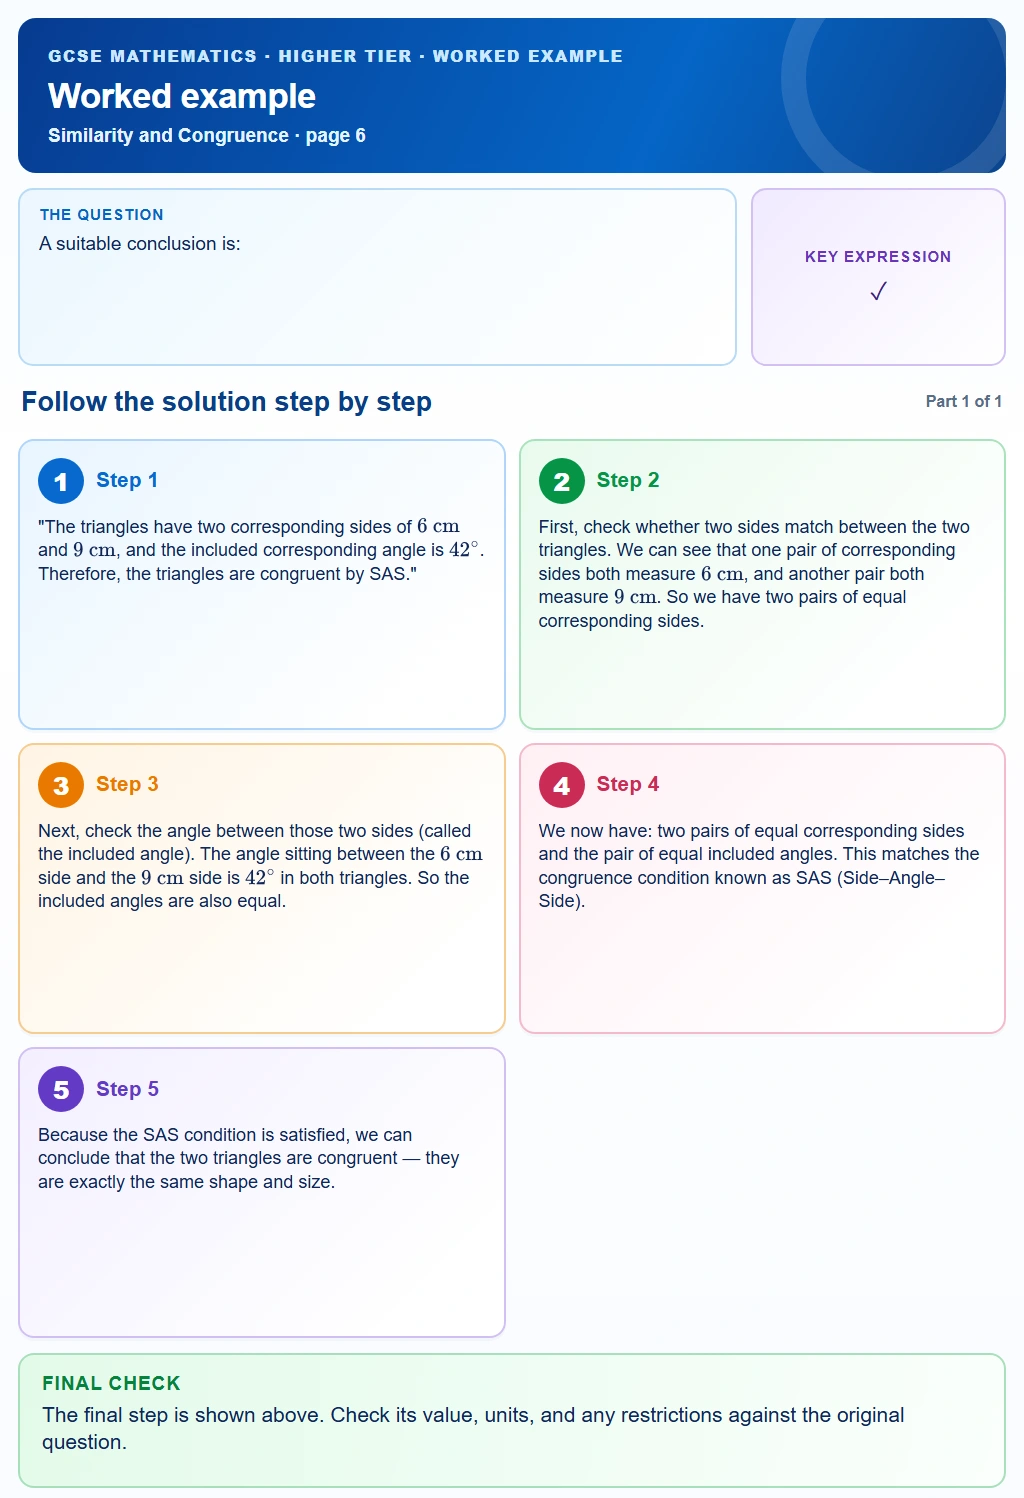 GCSE MATHEMATICS · HIGHER TIER · WORKED EXAMPLE
Worked example
Similarity and Congruence · page 6
THE QUESTION
A suitable conclusion is:
KEY EXPRESSION
✓
Follow the solution step by step
Part 1 of 1
1 Step 1
"The triangles have two corresponding sides of 6 cm
and 9 cm, and the included corresponding angle is 42°.
Therefore, the triangles are congruent by SAS."
2 Step 2
First, check whether two sides match between the two
triangles. We can see that one pair of corresponding
sides both measure 6 cm, and another pair both
measure 9 cm. So we have two pairs of equal
corresponding sides.
3 Step 3
Next, check the angle between those two sides (called
the included angle). The angle sitting between the 6 cm
side and the 9 cm side is 42° in both triangles. So the
included angles are also equal.
4 Step 4
We now have: two pairs of equal corresponding sides
and the pair of equal included angles. This matches the
congruence condition known as SAS (Side–Angle–
Side).
5 Step 5
Because the SAS condition is satisfied, we can
conclude that the two triangles are congruent — they
are exactly the same shape and size.
FINAL CHECK
The final step is shown above. Check its value, units, and any restrictions against the original
question.